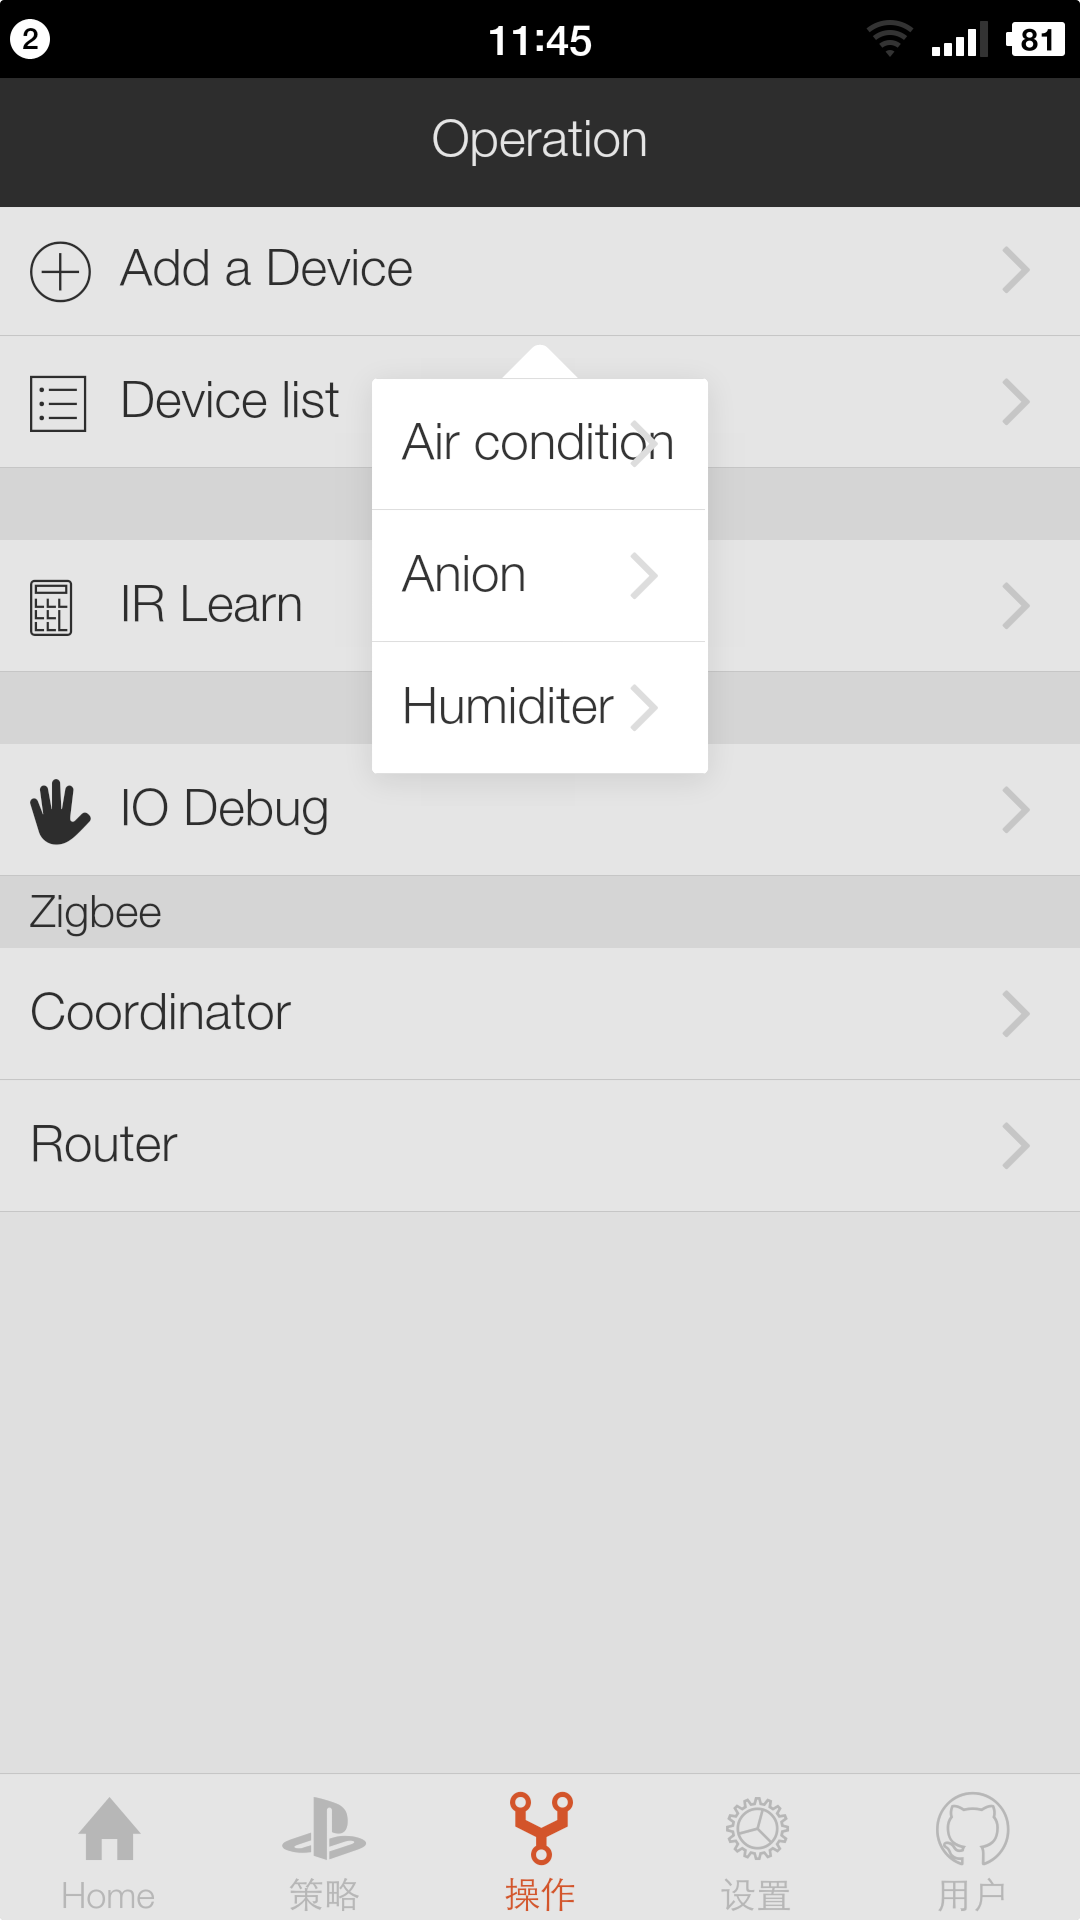 2
11:45
81
Operation
Add a Device
Device list
Air condition
Anion
Humiditer
IR Learn
IO Debug
Zigbee
Coordinator
Router
Home
策略
操作
设置
用户